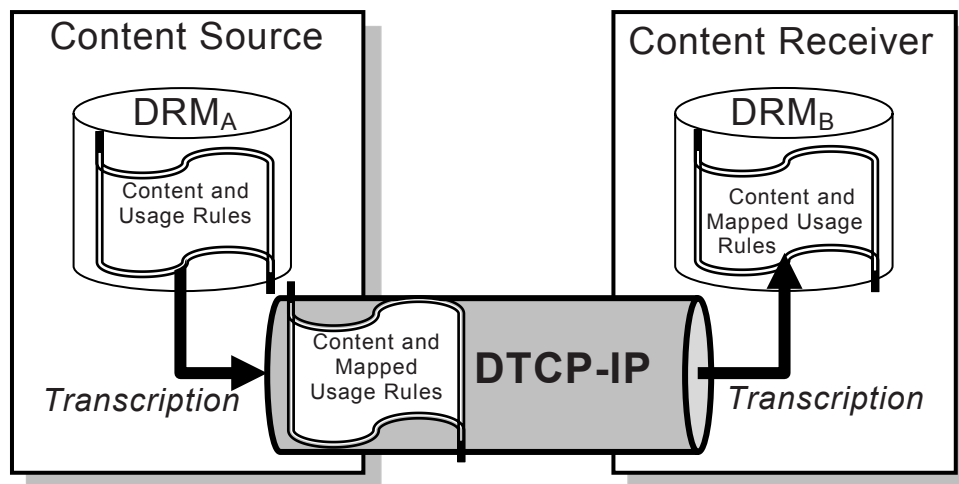 Content Source
DRMA
Content and
Usage Rules
Transcription
Content and
Mapped
Usage Rules
DTCP-IP
Content Receiver
DRMB
Content and
Mapped Usage
Rules
Transcription